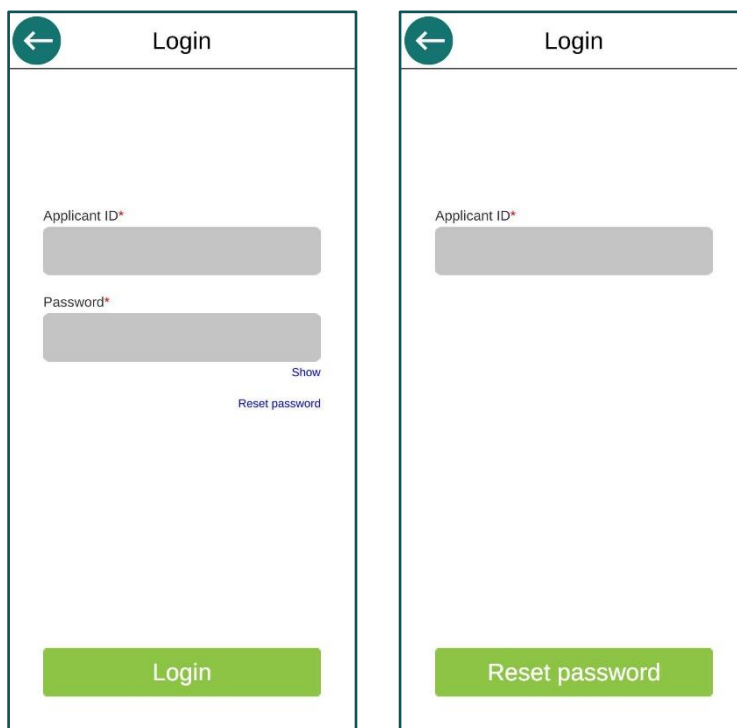 Login
Applicant ID*
Password*
Show
Reset password
Login
Login
Applicant ID*
Reset password